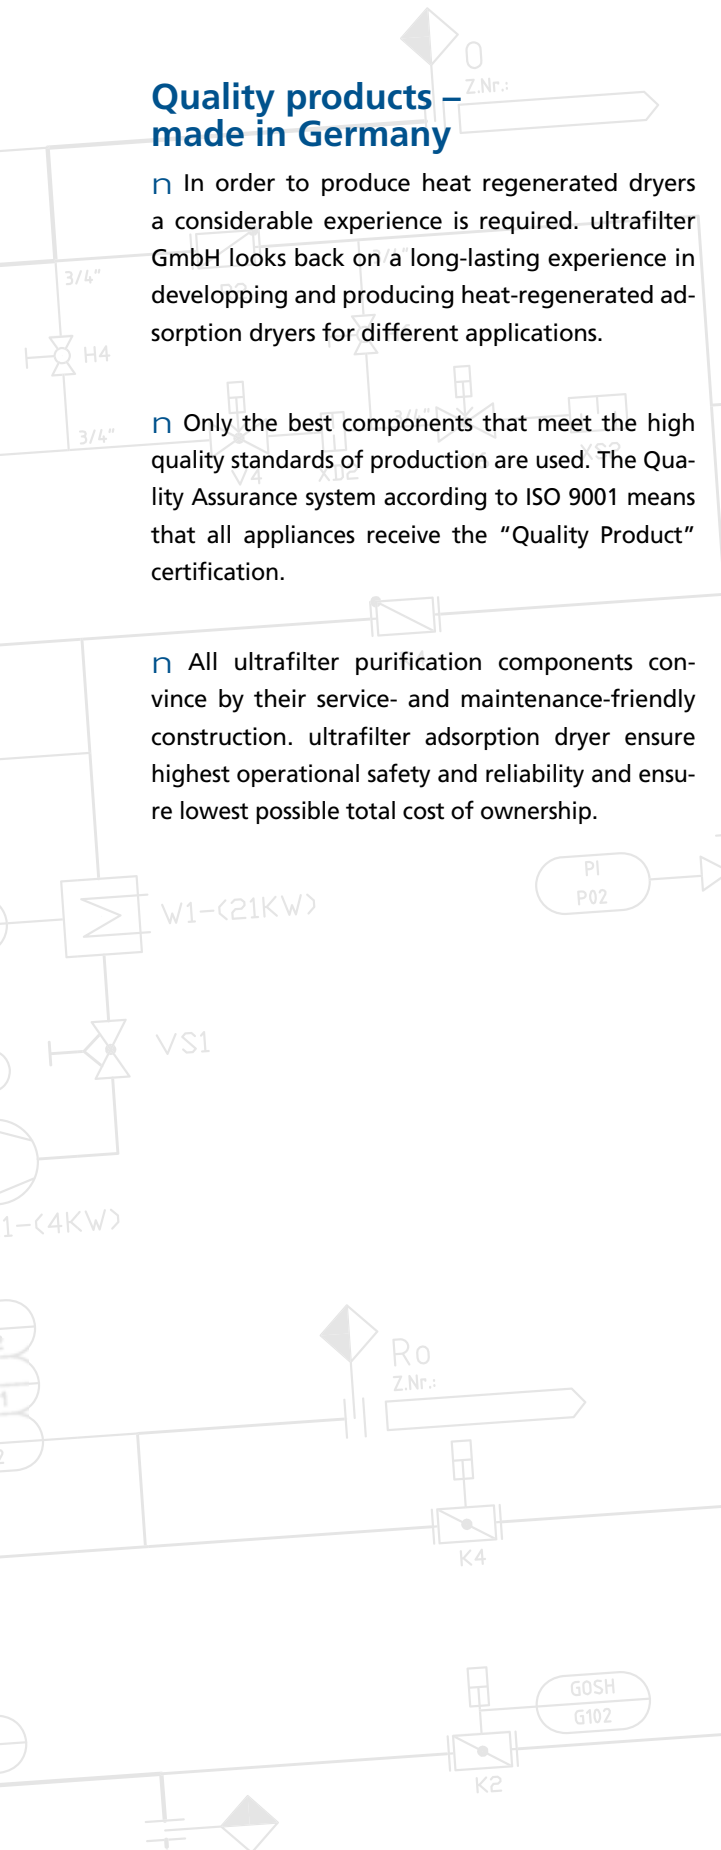 O
Z.Nr.:
Quality products –
made in Germany
n In order to produce heat regenerated dryers
a considerable experience is required. ultrafilter
GmbH looks back on a long-lasting experience in
developping and producing heat-regenerated ad-
sorption dryers for different applications.
3/4"
3/4"
H4
n Only the best components that meet the high
quality standards of production are used. The Qua-
lity Assurance system according to ISO 9001 means
that all appliances receive the “Quality Product”
certification.
3/4"
3/4"
V4
XD2
XS2
n All ultrafilter purification components con-
vince by their service- and maintenance-friendly
construction. ultrafilter adsorption dryer ensure
highest operational safety and reliability and ensu-
re lowest possible total cost of ownership.
PI
P02
W1-(21KW)
VS1
1-(4KW)
Ro
Z.Nr.:
K4
GOSH
G102
K2